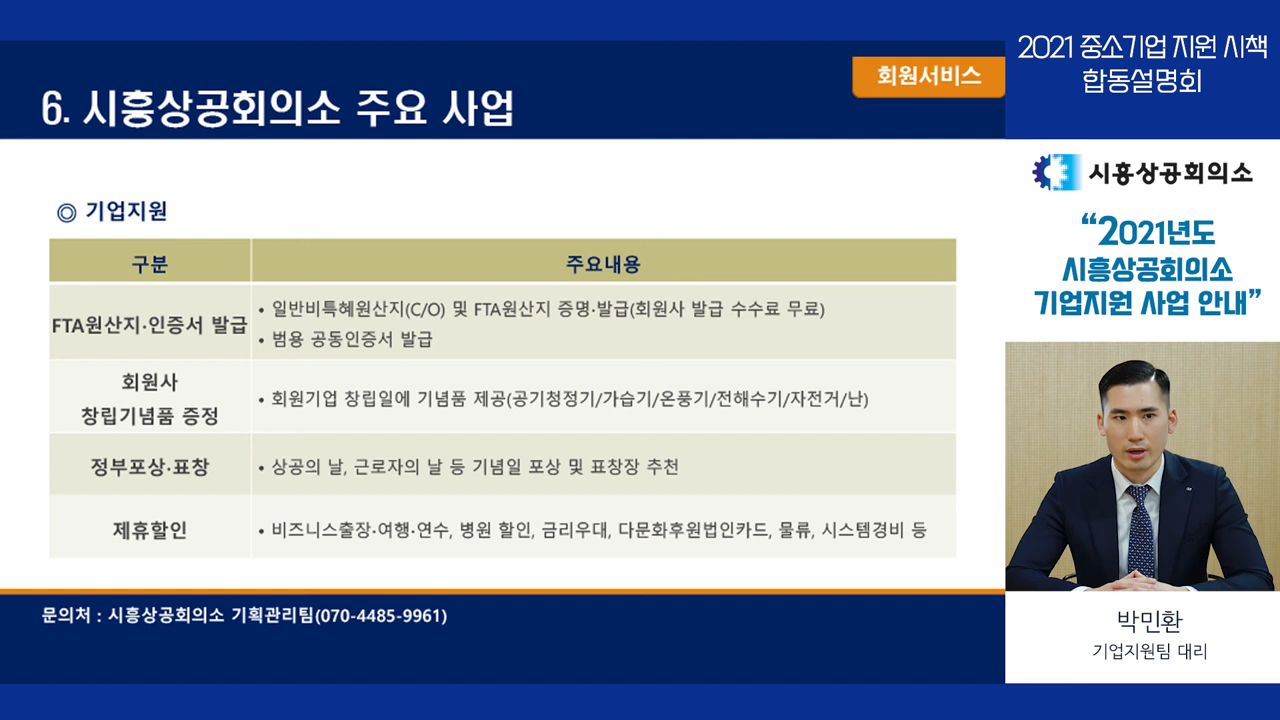 6. 시흥상공회의소 주요 사업
회원서비스
◎ 기업지원
구분
주요내용
FTA원산지·인증서 발급
• 일반비특혜원산지(C/O) 및 FTA원산지 증명·발급(회원사 발급 수수료 무료)
• 범용 공동인증서 발급
회원사
창립기념품 증정
• 회원기업 창립일에 기념품 제공(공기청정기/가습기/온풍기/전해수기/자전거/난)
정부포상·표창
• 상공의 날, 근로자의 날 등 기념일 포상 및 표창장 추천
제휴할인
• 비즈니스출장·여행·연수, 병원 할인, 금리우대, 다문화후원법인카드, 물류, 시스템경비 등
문의처 : 시흥상공회의소 기획관리팀(070-4485-9961)
2021 중소기업 지원 시책
합동설명회
시흥상공회의소
“2021년도
시흥상공회의소
기업지원 사업 안내”
박민환
기업지원팀 대리